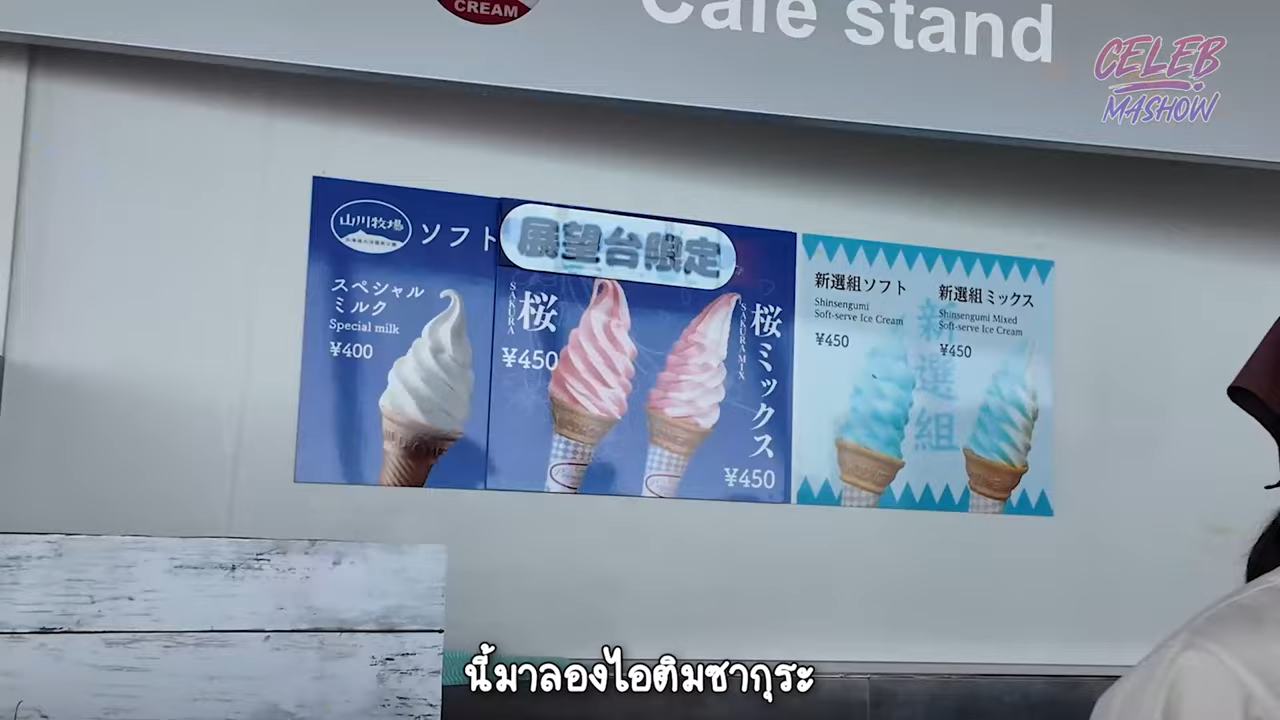 CREAM
Cafe stand
CELEB
MASHOW
山川牧場
ソフト
スペシャル
ミルク
Special milk
¥400
展望台限定
SAKURA
桜
¥450
SAKURA MIX
桜ミックス
¥450
新選組ソフト
Shinsengumi
Soft-serve Ice Cream
¥450
新選組ミックス
Shinsengumi Mixed
Soft-serve Ice Cream
¥450
新選組
นี้มาลองไอติมซากุระ